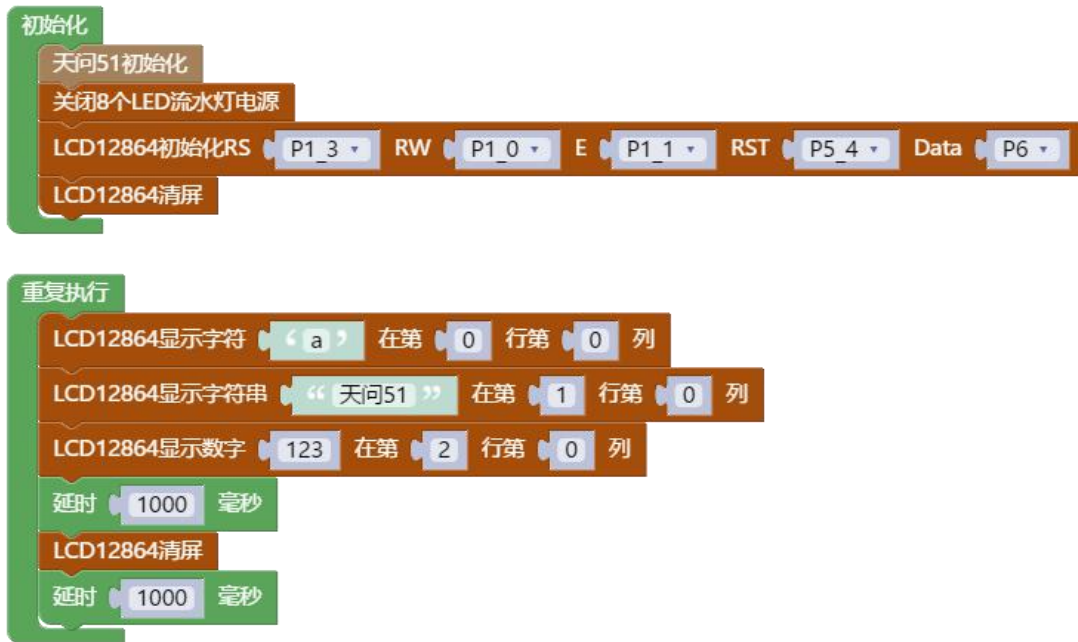 初始化
天问51初始化
关闭8个LED流水灯电源
LCD12864初始化RS P1_3 RW P1_0 E P1_1 RST P5_4 Data P6
LCD12864清屏
重复执行
LCD12864显示字符 ‘ a ’ 在第 0 行第 0 列
LCD12864显示字符串 “ 天问51 ” 在第 1 行第 0 列
LCD12864显示数字 123 在第 2 行第 0 列
延时 1000 毫秒
LCD12864清屏
延时 1000 毫秒